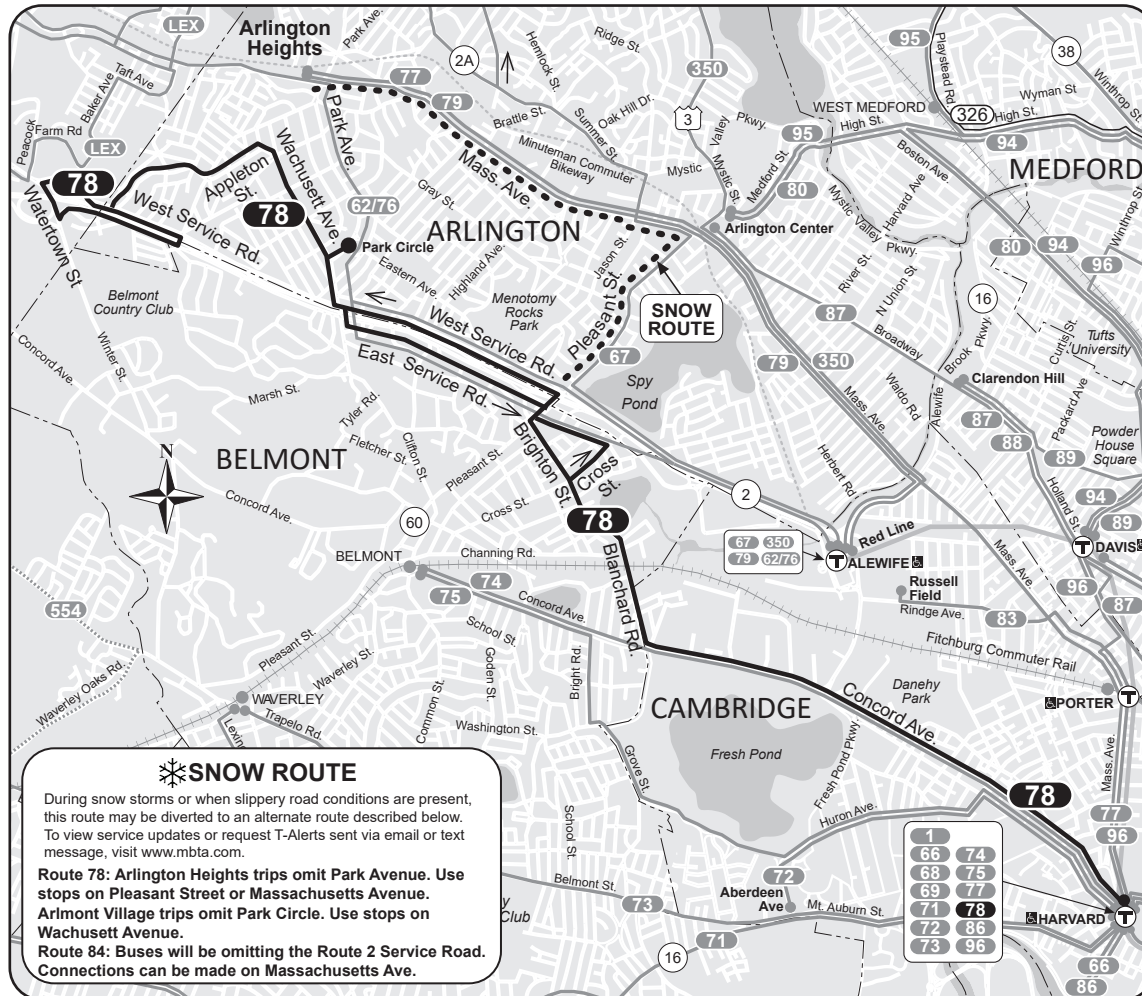 LEX
Arlington
Heights
Park Ave.
2A
Hemlock St.
Ridge St.
350
95
Playstead Rd
38
Winthrop St.
Taft Ave
Baker Ave
Peacock
Farm Rd
LEX
77
79
Brattle St.
Oak Hill Dr.
Summer St.
3
Valley
Pkwy.
WEST MEDFORD
Wyman St
326
High St.
High St.
95
94
Boston Ave.
MEDFORD
Mystic
Mystic St.
Medford St.
80
Minuteman Commuter
Bikeway
Park Ave.
Wachusett Ave.
Appleton
St.
78
Watertown St
West Service Rd.
78
62/76
Gray St.
Mass. Ave.
ARLINGTON
Park Circle
Eastern Ave
Highland Ave.
Jason St.
Menotomy
Rocks
Park
Pleasant St.
SNOW
ROUTE
67
Arlington Center
Mystic Valley
Pkwy.
Harvard Ave
River St.
N Union St
80
94
96
Winthrop St
16
Tufts
University
Curtis St.
87
Broadway
Brook
Pkwy.
Alewife
Clarendon Hill
Packard Ave
Powder
House
Square
79
350
Mass. Ave.
Waldo Rd
87
88
89
Holland St.
94
89
DAVIS
T
96
87
Belmont
Country Club
Concord Ave.
Winter St.
Marsh St.
West Service Rd.
East Service Rd.
Spy
Pond
Tyler Rd.
Fletcher St.
Clifton St.
Pleasant St.
Cross St.
Brighton St.
Cross
St.
78
N
BELMONT
Concord Ave.
60
2
Herbert Rd
67 350
79 62/76
T
ALEWIFE
Red Line
Russell
Field
Rindge Ave.
83
Mass. Ave.
Fitchburg Commuter Rail
BELMONT
Channing Rd.
Blanchard Rd.
74
75
Concord Ave.
554
Pleasant St.
Waverley St.
School St.
Goden St.
Bright Rd.
Waverley Oaks Rd.
WAVERLEY
Trapelo Rd.
Common St.
Washington St.
CAMBRIDGE
Danehy
Park
Concord Ave.
Fresh Pond
Fresh Pond Pkwy.
Grove St.
Huron Ave.
PORTER
T
Mass. Ave.
77
96
78
SNOW ROUTE
During snow storms or when slippery road conditions are present,
this route may be diverted to an alternate route described below.
To view service updates or request T-Alerts sent via email or text
message, visit www.mbta.com.
Route 78: Arlington Heights trips omit Park Avenue. Use
stops on Pleasant Street or Massachusetts Avenue.
Arlmont Village trips omit Park Circle. Use stops on
Wachusett Avenue.
Route 84: Buses will be omitting the Route 2 Service Road.
Connections can be made on Massachusetts Ave.
School St.
Belmont St.
73
72
Aberdeen
Ave
Mt. Auburn St.
71
16
1
66 74
68 75
69 77
71 78
72 86
73 96
HARVARD
T
66
86
Club